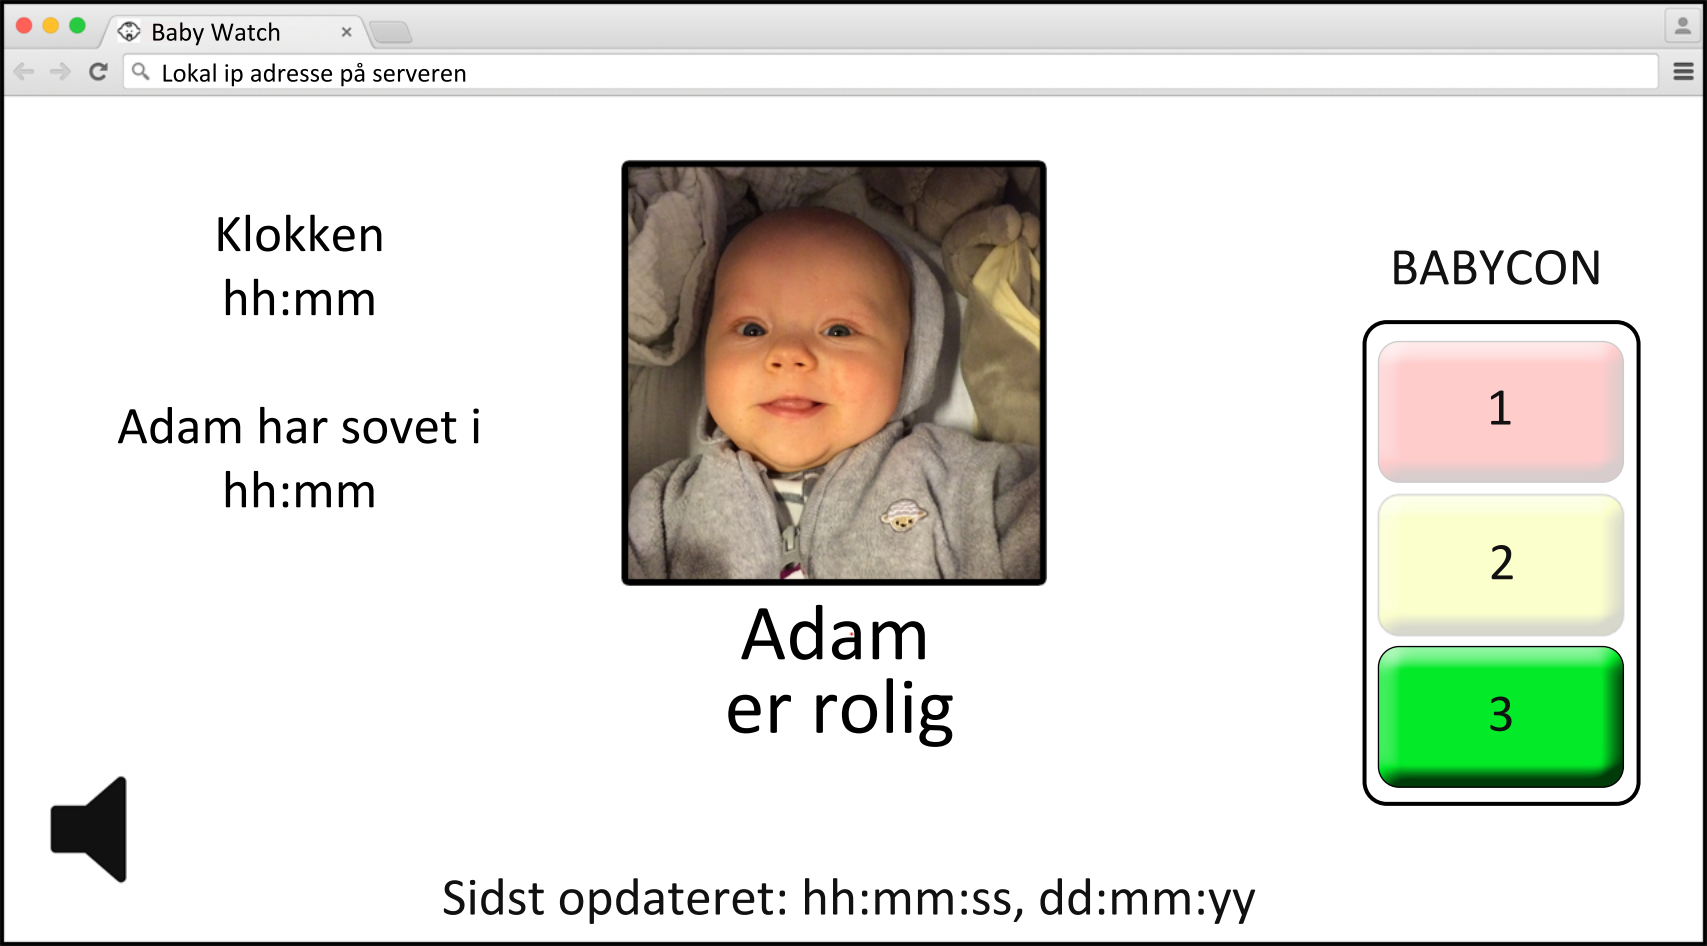 Baby Watch
Lokal ip adresse på serveren
Klokken
hh:mm
Adam har sovet i
hh:mm
Adam
er rolig
BABYCON
1
2
3
Sidst opdateret: hh:mm:ss, dd:mm:yy